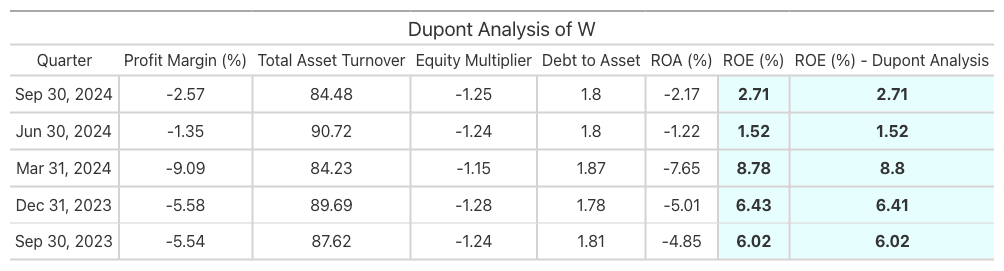 Dupont Analysis of W
Quarter Profit Margin (%) Total Asset Turnover Equity Multiplier Debt to Asset ROA (%) ROE (%) ROE (%) - Dupont Analysis
Sep 30, 2024 -2.57 84.48 -1.25 1.8 -2.17 2.71 2.71
Jun 30, 2024 -1.35 90.72 -1.24 1.8 -1.22 1.52 1.52
Mar 31, 2024 -9.09 84.23 -1.15 1.87 -7.65 8.78 8.8
Dec 31, 2023 -5.58 89.69 -1.28 1.78 -5.01 6.43 6.41
Sep 30, 2023 -5.54 87.62 -1.24 1.81 -4.85 6.02 6.02